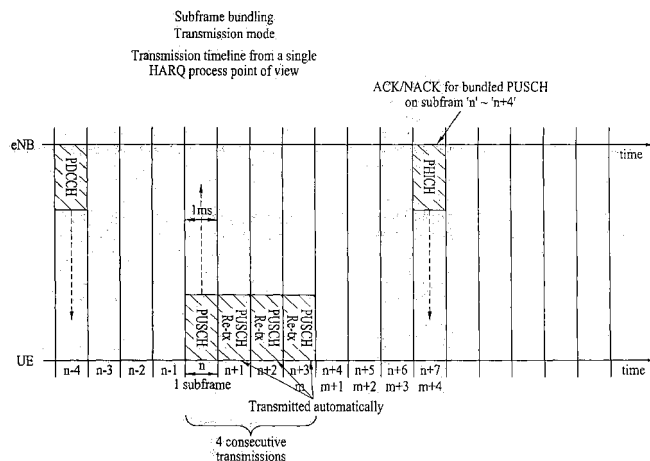 Subframe bundling
Transmission mode
Transmission timeline from a single
HARQ process point of view
ACK/NACK for bundled PUSCH
on subfram 'n' ~ 'n+4'
eNB
time
PDCCH
PHICH
1ms
PUSCH
PUSCH
Re-tx
PUSCH
Re-tx
PUSCH
Re-tx
UE
time
n-4 n-3 n-2 n-1 n n+1 n+2 n+3 n+4 n+5 n+6 n+7
m m+1 m+2 m+3 m+4
1 subframe
Transmitted automatically
4 consecutive
transmissions